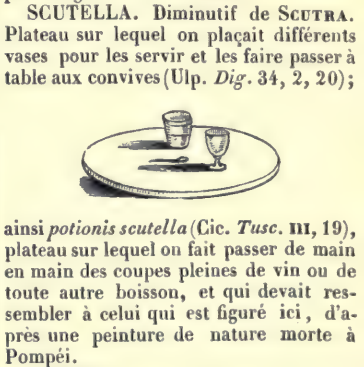 SCUTELLA. Diminutif de SCUTRA.
Plateau sur lequel on plaçait différents
vases pour les servir et les faire passer à
table aux convives (Ulp. Dig. 34, 2, 20);
ainsi potionis scutella (Cic. Tusc. III, 19),
plateau sur lequel on fait passer de main
en main des coupes pleines de vin ou de
toute autre boisson, et qui devait res-
sembler à celui qui est figuré ici, d'a-
près une peinture de nature morte à
Pompéi.